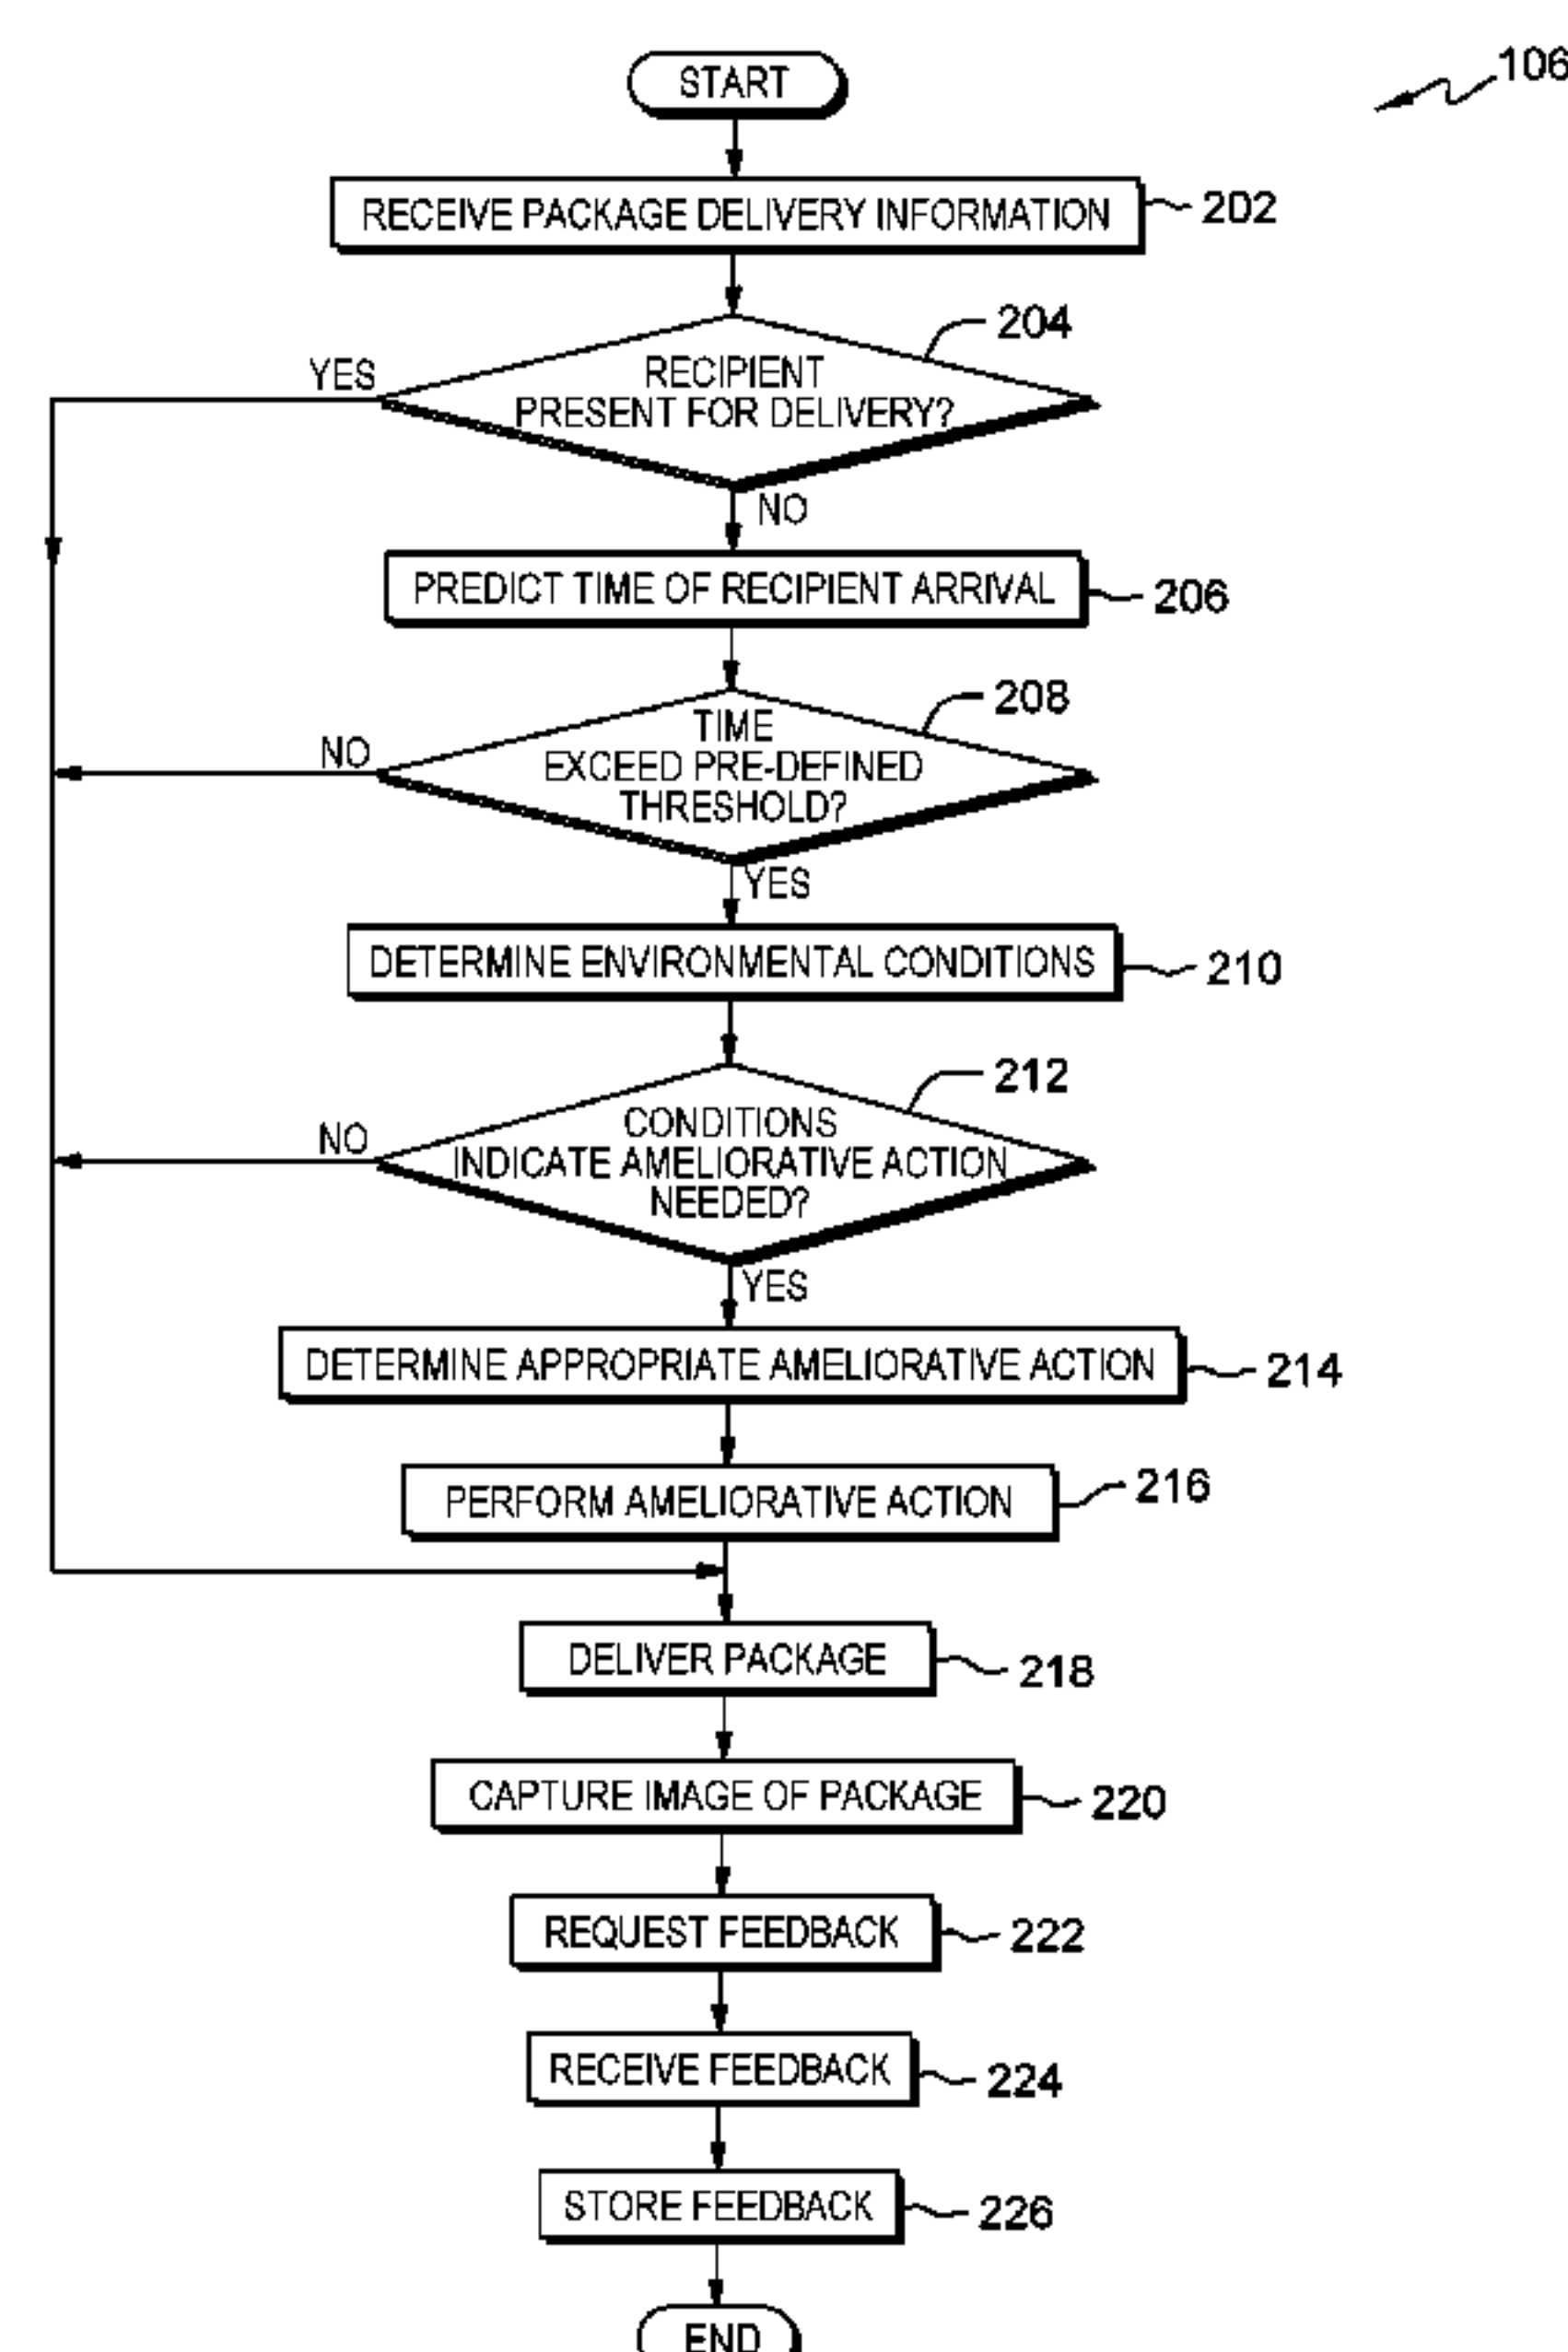 START
106
RECEIVE PACKAGE DELIVERY INFORMATION
202
204
YES
RECIPIENT
PRESENT FOR DELIVERY?
NO
PREDICT TIME OF RECIPIENT ARRIVAL
206
208
TIME
NO
EXCEED PRE-DEFINED
THRESHOLD?
YES
DETERMINE ENVIRONMENTAL CONDITIONS
210
212
CONDITIONS
NO
INDICATE AMELIORATIVE ACTION
NEEDED?
YES
DETERMINE APPROPRIATE AMELIORATIVE ACTION
214
PERFORM AMELIORATIVE ACTION
216
DELIVER PACKAGE
218
CAPTURE IMAGE OF PACKAGE
220
REQUEST FEEDBACK
222
RECEIVE FEEDBACK
224
STORE FEEDBACK
226
END